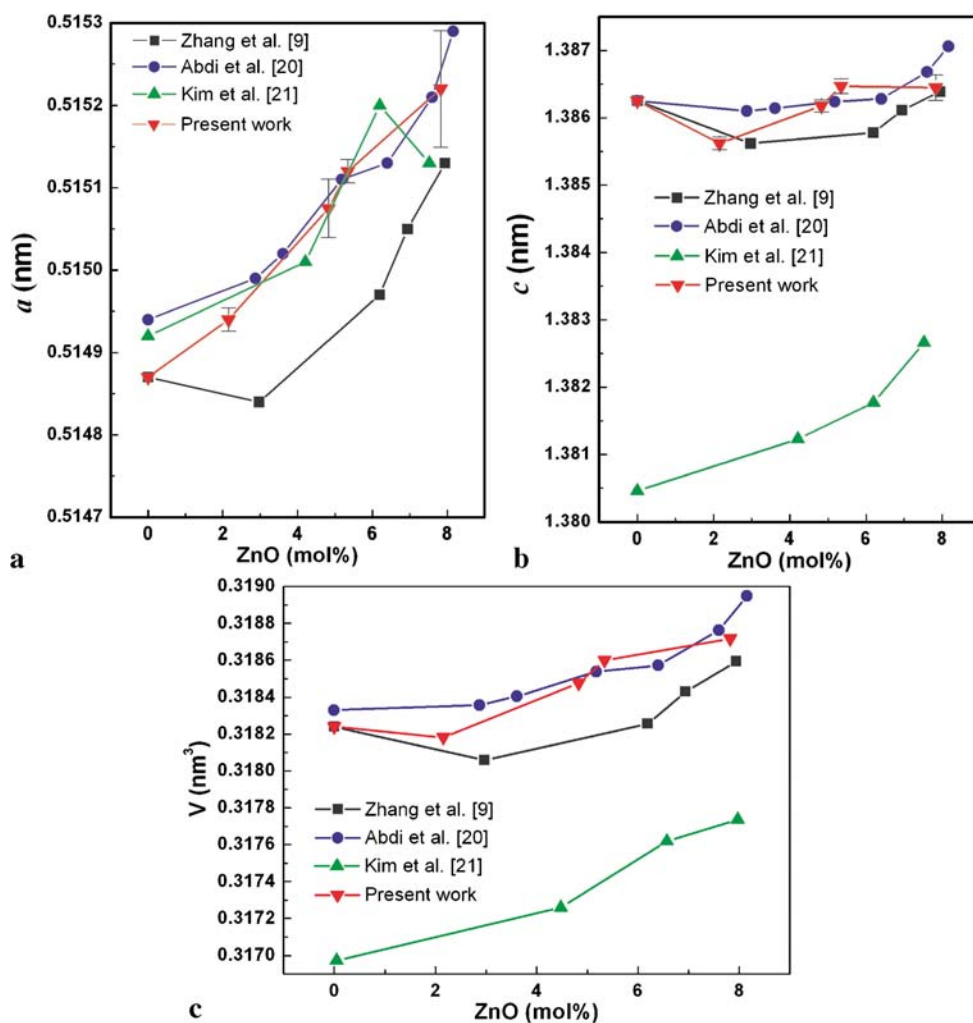 0.5153
0.5152
0.5151
0.5150
0.5149
0.5148
0.5147
a (nm)
Zhang et al. [9]
Abdi et al. [20]
Kim et al. [21]
Present work
0 2 4 6 8
ZnO (mol%)
a
1.387
1.386
1.385
1.384
1.383
1.382
1.381
1.380
c (nm)
Zhang et al. [9]
Abdi et al. [20]
Kim et al. [21]
Present work
0 2 4 6 8
ZnO (mol%)
b
0.3190
0.3188
0.3186
0.3184
0.3182
0.3180
0.3178
0.3176
0.3174
0.3172
0.3170
V (nm³)
Zhang et al. [9]
Abdi et al. [20]
Kim et al. [21]
Present work
0 2 4 6 8
ZnO (mol%)
c